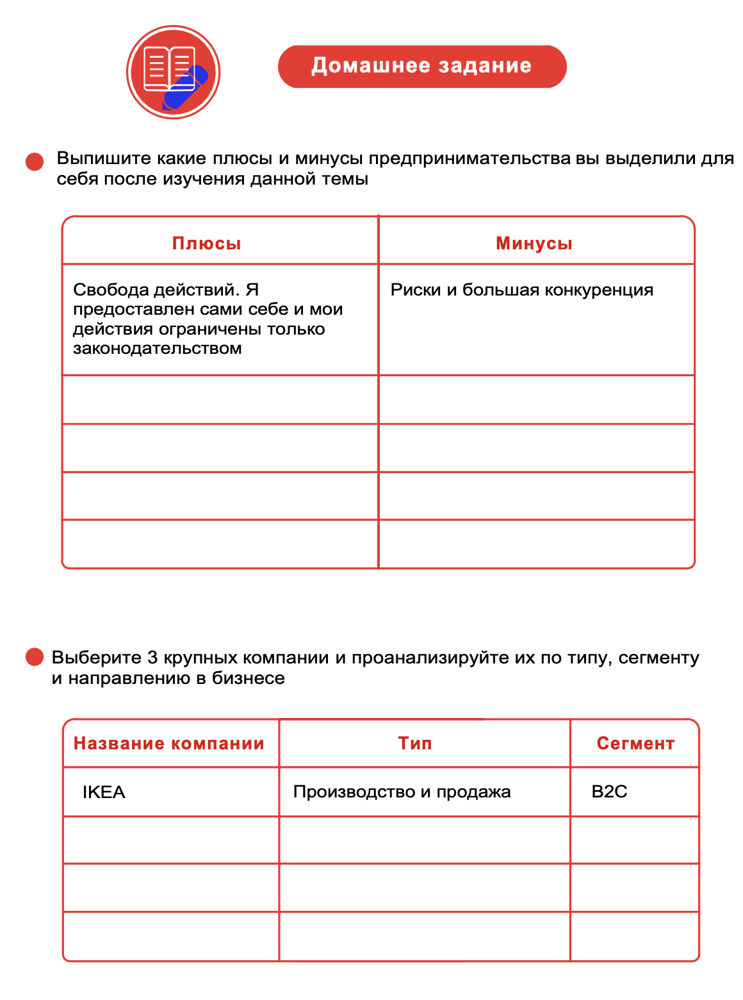 Домашнее задание
Выпишите какие плюсы и минусы предпринимательства вы выделили для
себя после изучения данной темы
Плюсы
Минусы
Свобода действий. Я
предоставлен сами себе и мои
действия ограничены только
законодательством
Риски и большая конкуренция
Выберите 3 крупных компании и проанализируйте их по типу, сегменту
и направлению в бизнесе
Название компании
Тип
Сегмент
IKEA
Производство и продажа
B2C